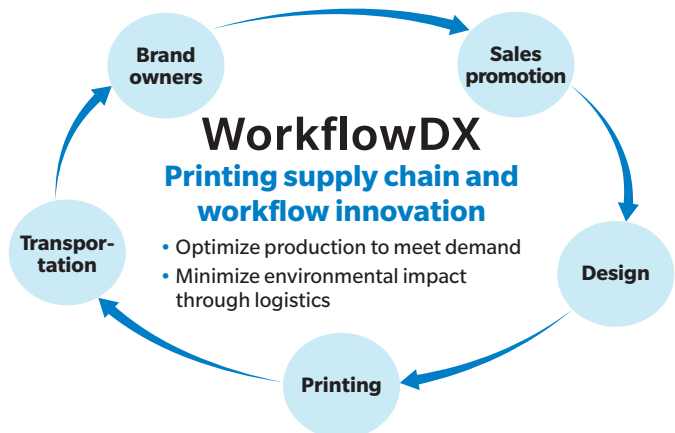 Brand
owners
Sales
promotion
WorkflowDX
Printing supply chain and
workflow innovation
• Optimize production to meet demand
• Minimize environmental impact
through logistics
Transpor-
tation
Design
Printing